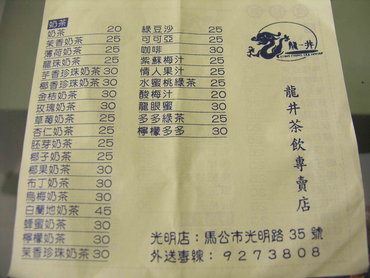 奶茶
奶茶 20
茉香奶茶 25
薄荷奶茶 25
龍珠奶茶 25
芋香珍珠奶茶 30
椰香珍珠奶茶 30
金桔奶茶 30
玫瑰奶茶 30
草莓奶茶 25
杏仁奶茶 25
胚芽奶茶 25
椰子奶茶 25
椰果奶茶 30
布丁奶茶 30
烏梅奶茶 30
白蘭地奶茶 45
蜂蜜奶茶 30
檸檬奶茶 30
茉香珍珠奶茶 30
綠豆沙 25
可可亞 25
咖啡 30
紫蘇梅汁 25
情人果汁 25
水蜜桃綠茶 25
酸梅汁 20
龍眼蜜 30
多多綠茶 25
檸檬多多 30
龍井
龍井茶飲專賣店
光明店：馬公市光明路35號
外送專線：9273808